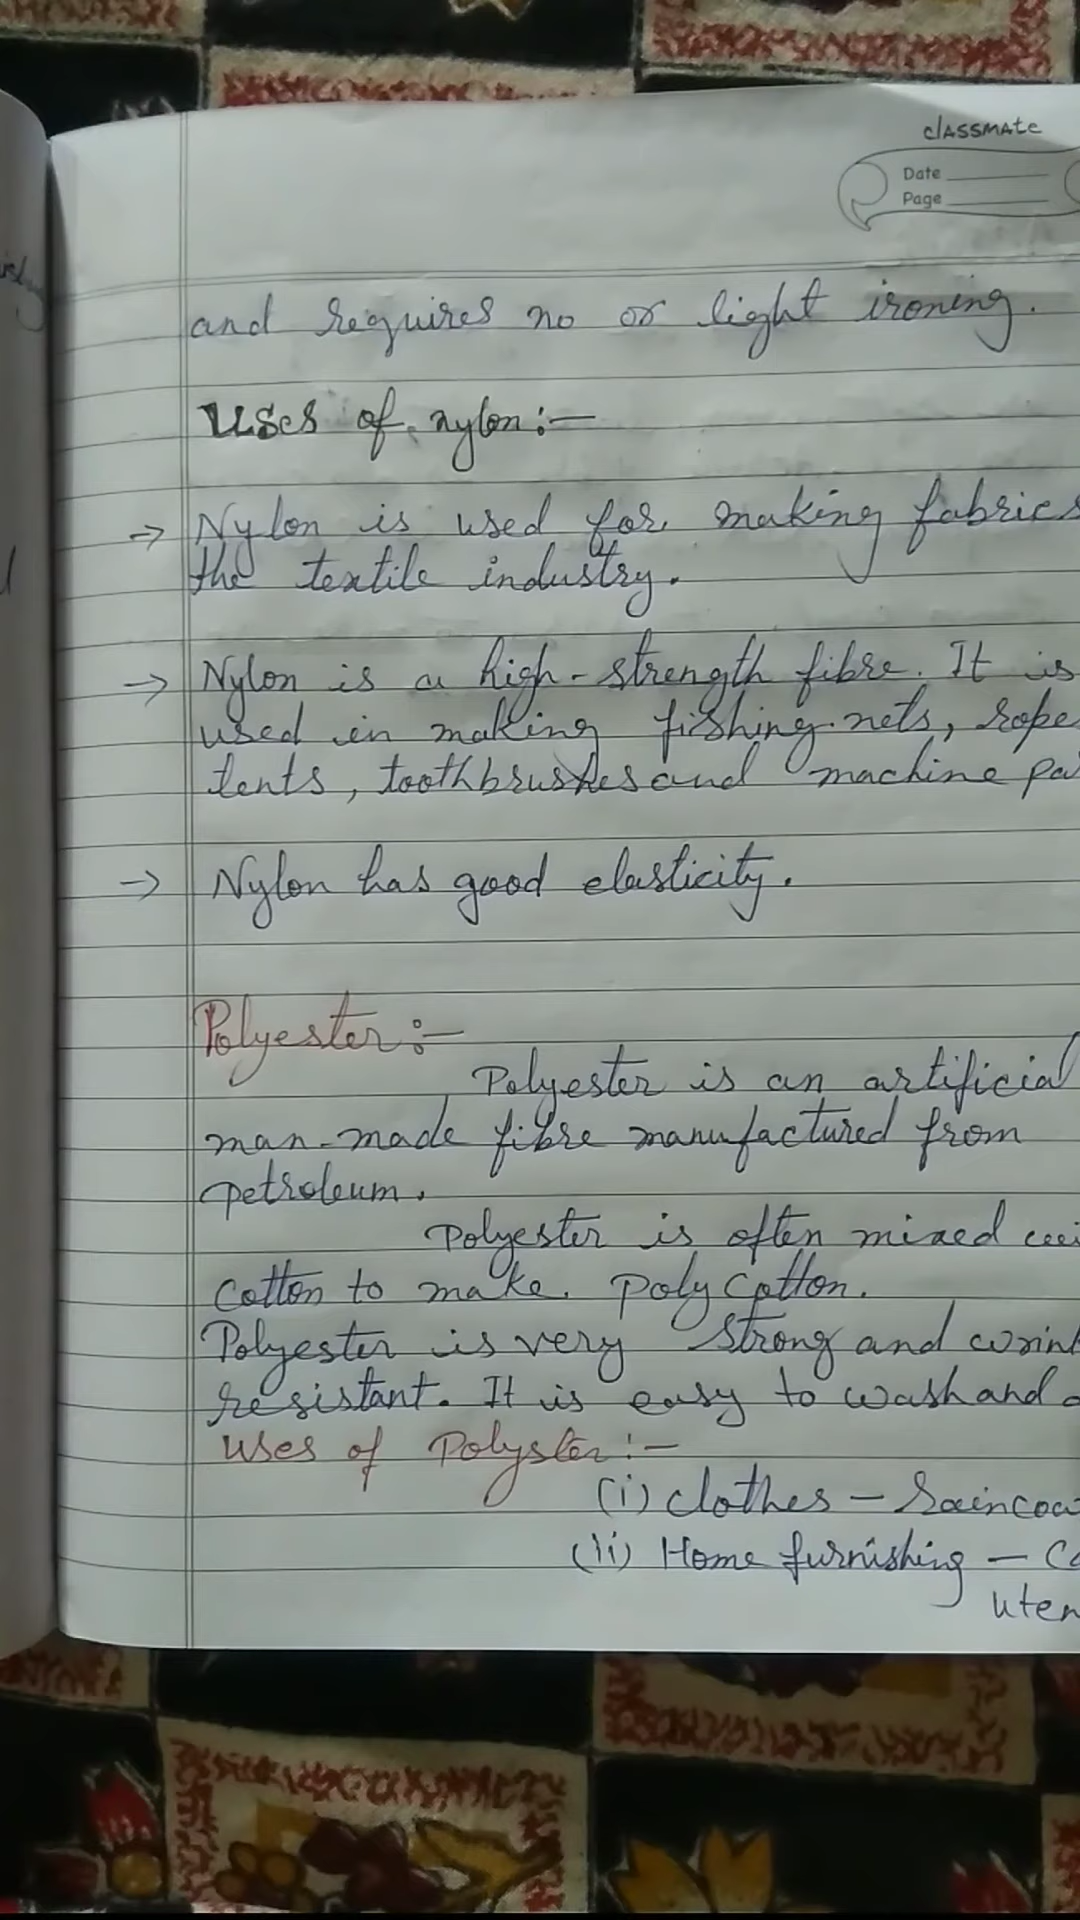 classmate
Date
Page
and requires no or light ironing.
Uses of nylon:-
→ Nylon is used for making fabrics
the textile industry.
→ Nylon is a high-strength fibre. It is
used in making fishing nets, rope
tents, toothbrushes and machine pa
→ Nylon has good elasticity.
Polyester:-
Polyester is an artificial
man-made fibre manufactured from
petroleum.
Polyester is often mixed wi
cotton to make. Polycotton.
Polyester is very strong and wrink
resistant. It is easy to wash and
Uses of Polyster:-
(i) Clothes - Raincoa
(ii) Home furnishing - C
uten